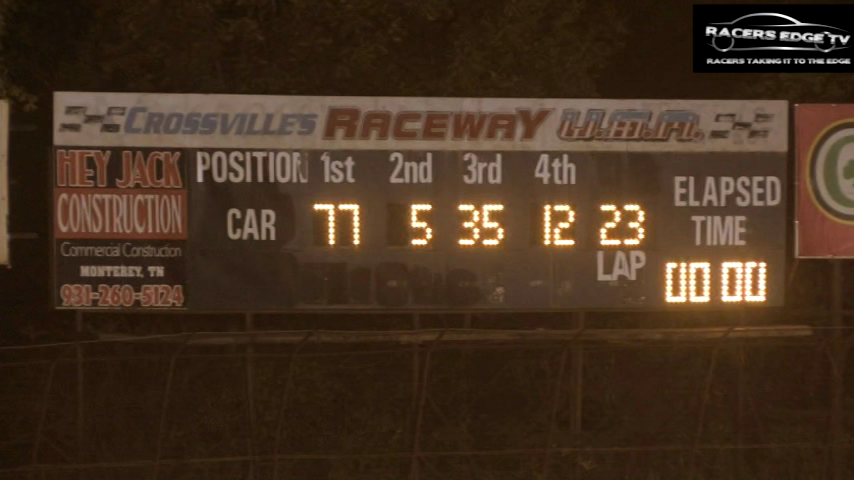 RACERS EDGE TV
RACERS TAKING IT TO THE EDGE
CROSSVILLE'S RACEWAY U.S.A.
HEY JACK
CONSTRUCTION
Commercial Construction
MONTEREY, TN
931-260-5124
POSITION 1st 2nd 3rd 4th
CAR 77 5 35 12 23
LAP
ELAPSED
TIME
00 00